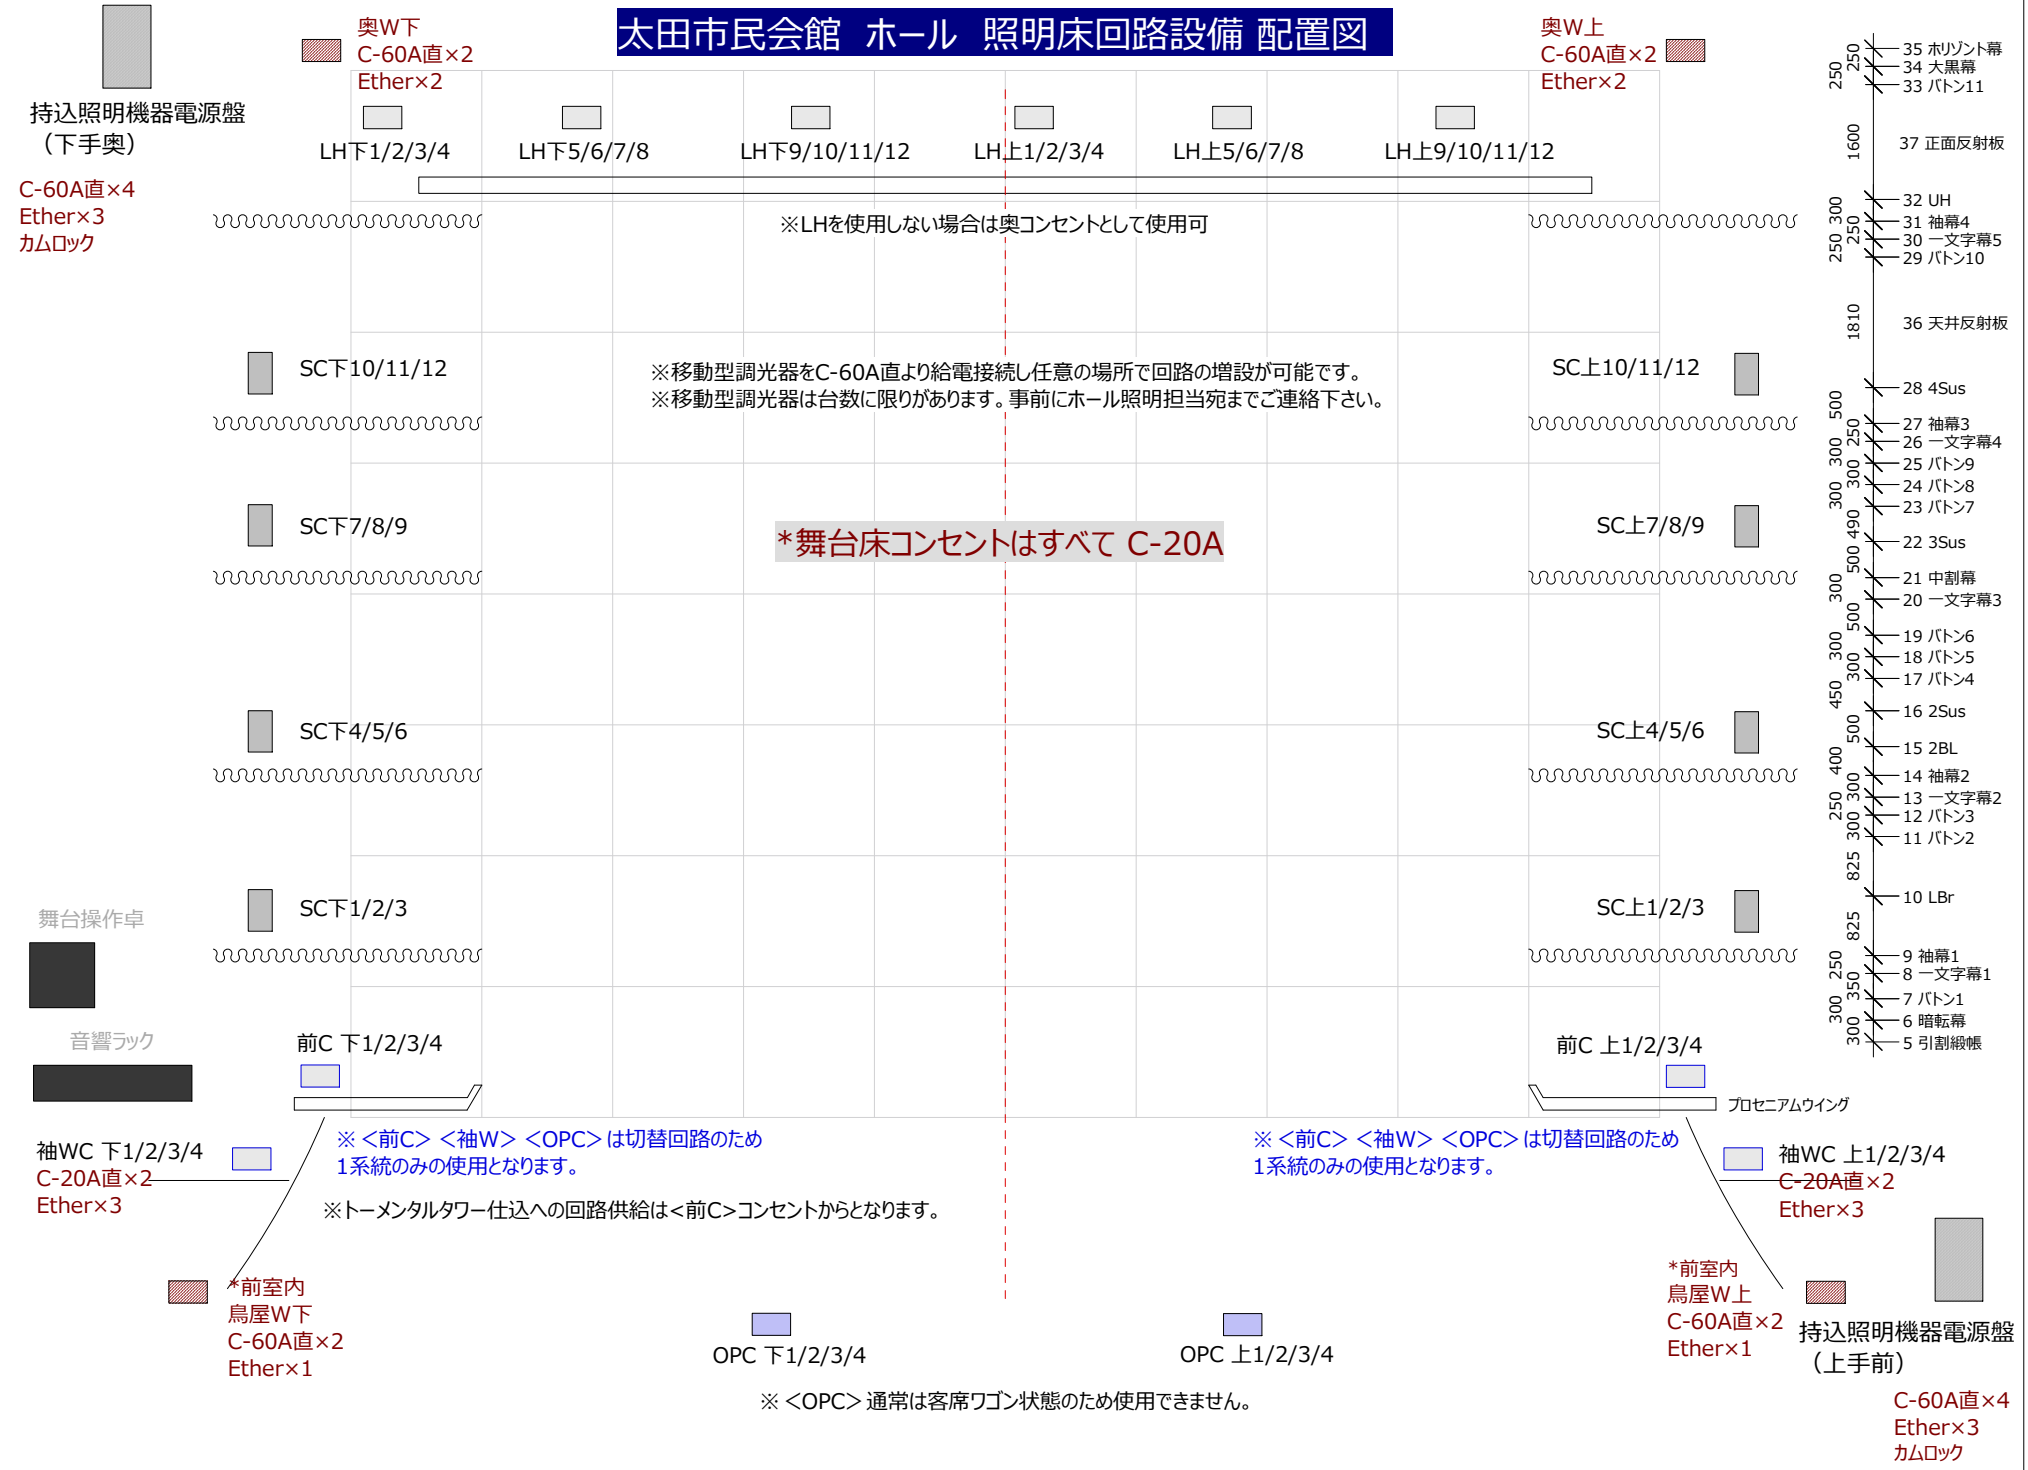 太田市民会館 ホール 照明床回路設備 配置図
奥W下
C-60A直×2
Ether×2
奥W上
C-60A直×2
Ether×2
持込照明機器電源盤
（下手奥）
C-60A直×4
Ether×3
カムロック
LH下1/2/3/4
LH下5/6/7/8
LH下9/10/11/12
LH上1/2/3/4
LH上5/6/7/8
LH上9/10/11/12
※LHを使用しない場合は奥コンセントとして使用可
SC下10/11/12
※移動型調光器をC-60A直より給電接続し任意の場所で回路の増設が可能です。
※移動型調光器は台数に限りがあります。事前にホール照明担当宛までご連絡下さい。
SC上10/11/12
SC下7/8/9
*舞台床コンセントはすべて C-20A
SC上7/8/9
SC下4/5/6
SC上4/5/6
SC下1/2/3
SC上1/2/3
舞台操作卓
音響ラック
前C 下1/2/3/4
前C 上1/2/3/4
プロセニアムウイング
袖WC 下1/2/3/4
C-20A直×2
Ether×3
※ <前C> <袖W> <OPC> は切替回路のため
1系統のみの使用となります。
※ <前C> <袖W> <OPC> は切替回路のため
1系統のみの使用となります。
袖WC 上1/2/3/4
C-20A直×2
Ether×3
※トーメンタルタワー仕込への回路供給は<前C>コンセントからとなります。
*前室内
鳥屋W下
C-60A直×2
Ether×1
*前室内
鳥屋W上
C-60A直×2
Ether×1
OPC 下1/2/3/4
OPC 上1/2/3/4
※ <OPC> 通常は客席ワゴン状態のため使用できません。
持込照明機器電源盤
（上手前）
C-60A直×4
Ether×3
カムロック
35 ホリゾント幕
250
34 大黒幕
250
33 バトン11
1600
37 正面反射板
32 UH
300
31 袖幕4
250
30 一文字幕5
250
29 バトン10
1810
36 天井反射板
28 4Sus
500
27 袖幕3
250
26 一文字幕4
300
25 バトン9
300
24 バトン8
300
23 バトン7
490
22 3Sus
500
21 中割幕
300
20 一文字幕3
500
19 バトン6
300
18 バトン5
300
17 バトン4
450
16 2Sus
500
15 2BL
400
14 袖幕2
300
13 一文字幕2
250
12 バトン3
300
11 バトン2
825
10 LBr
825
9 袖幕1
250
8 一文字幕1
350
7 バトン1
300
6 暗転幕
300
5 引割緞帳